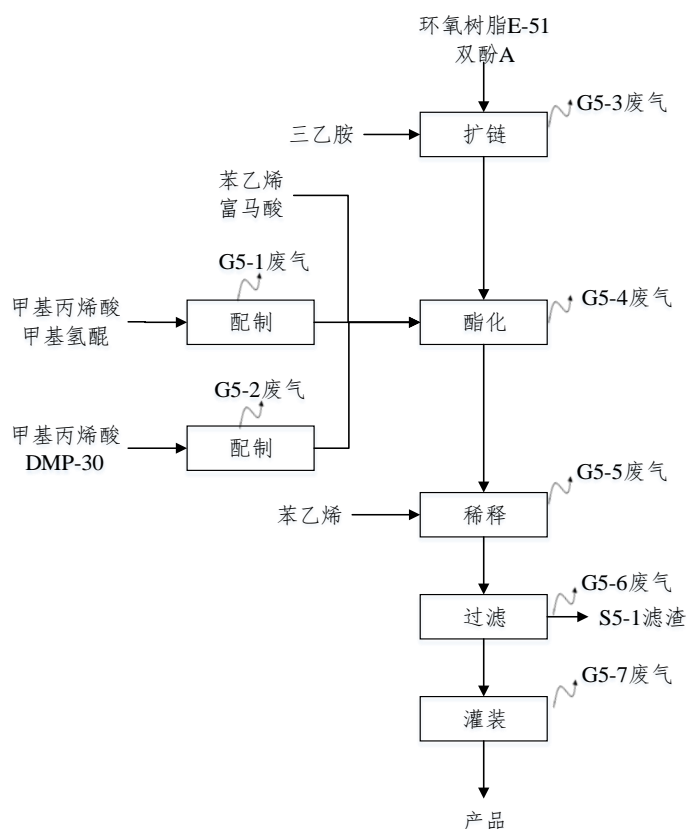 环氧树脂E-51
双酚A
G5-3废气
三乙胺
扩链
苯乙烯
富马酸
G5-1废气
甲基丙烯酸
甲基氢醌
配制
酯化
G5-4废气
G5-2废气
甲基丙烯酸
DMP-30
配制
G5-5废气
苯乙烯
稀释
G5-6废气
过滤
S5-1滤渣
G5-7废气
灌装
产品